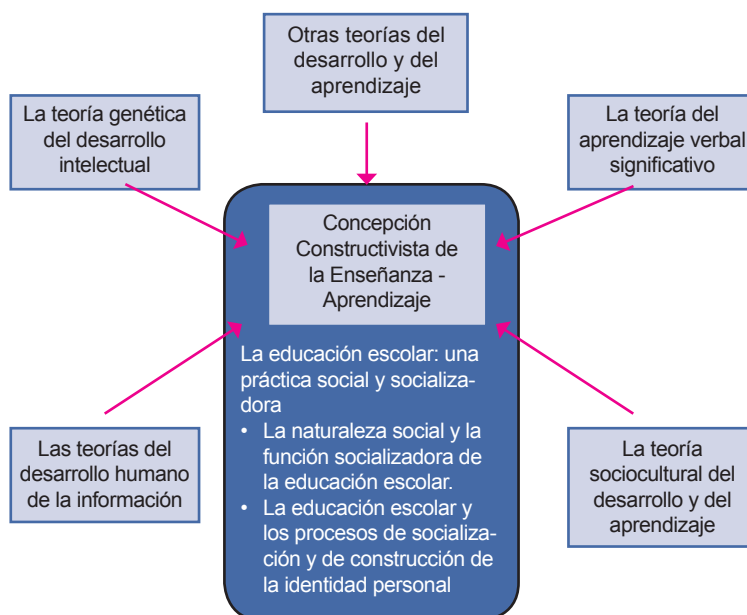 Otras teorías del
desarrollo y del
aprendizaje
La teoría genética
del desarrollo
intelectual
La teoría del
aprendizaje verbal
significativo
Concepción
Constructivista de
la Enseñanza -
Aprendizaje
La educación escolar: una
práctica social y socializa-
dora
• La naturaleza social y la
función socializadora de
la educación escolar.
• La educación escolar y
los procesos de socializa-
ción y de construcción de
la identidad personal
Las teorías del
desarrollo humano
de la información
La teoría
sociocultural del
desarrollo y del
aprendizaje